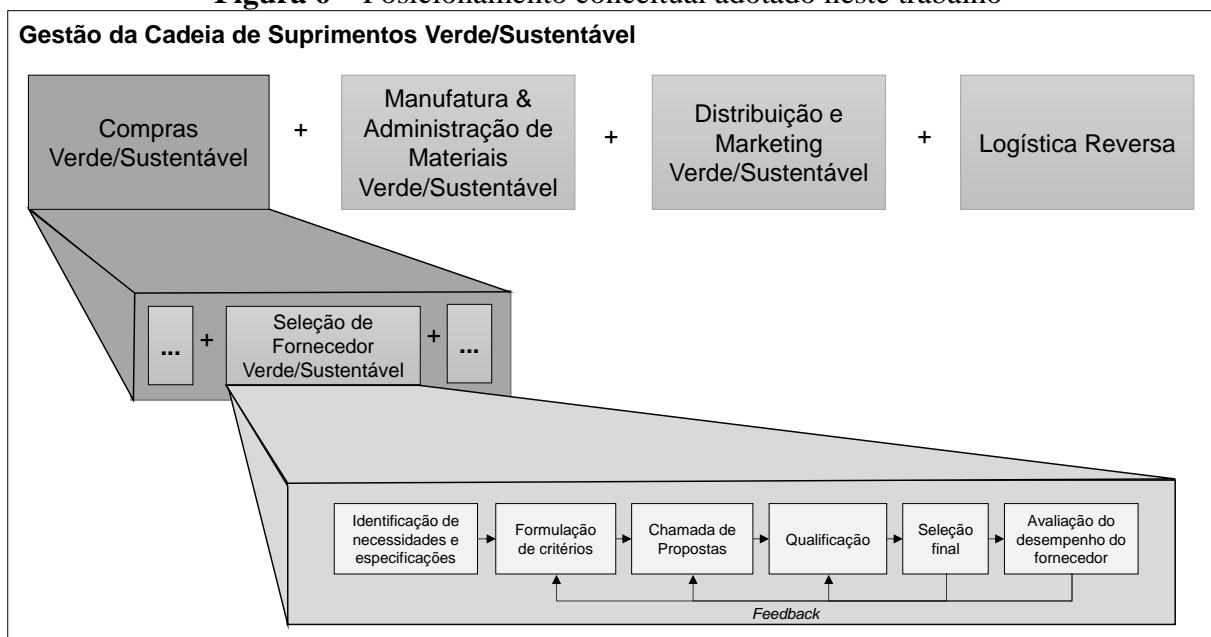 Figura 6 – Posicionamento conceitual adotado neste trabalho
Gestão da Cadeia de Suprimentos Verde/Sustentável
Compras
Verde/Sustentável
+
Manufatura &
Administração de
Materiais
Verde/Sustentável
+
Distribuição e
Marketing
Verde/Sustentável
+
Logística Reversa
...
+
Seleção de
Fornecedor
Verde/Sustentável
+
...
Identificação de
necessidades e
especificações
Formulação
de critérios
Chamada de
Propostas
Qualificação
Seleção
final
Avaliação do
desempenho do
fornecedor
Feedback